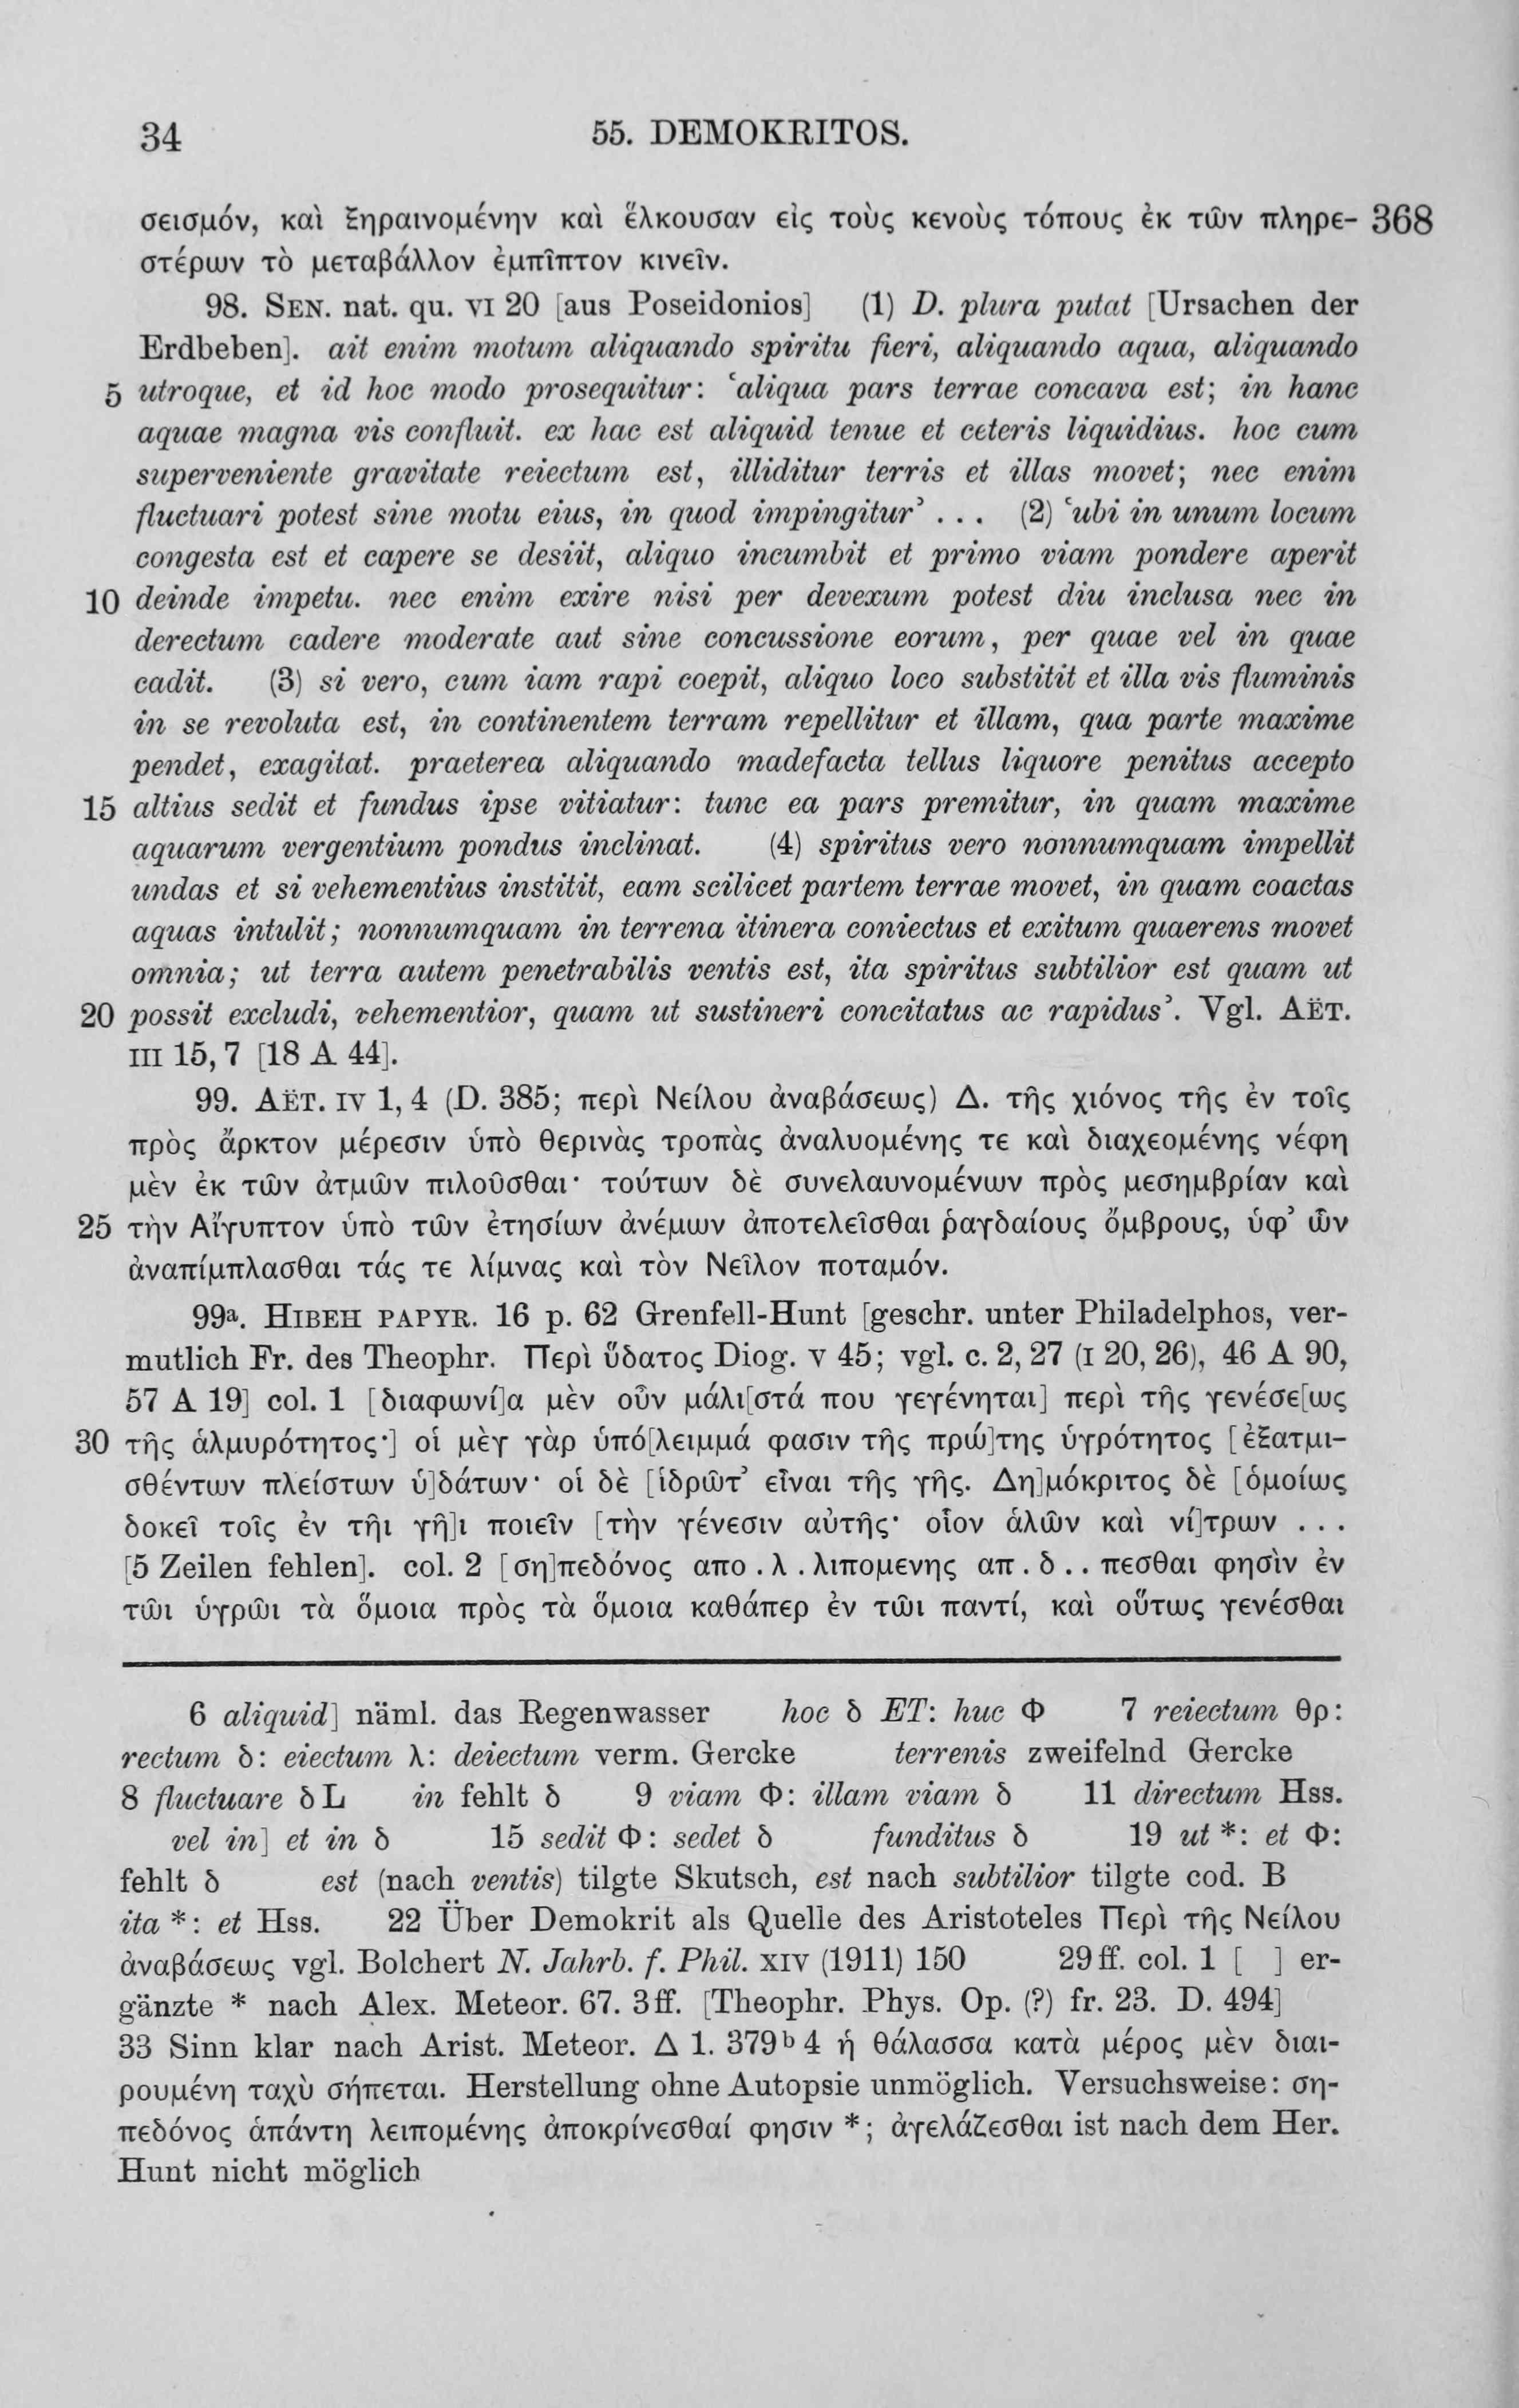 34 55. DEMOKRITOS.
σεισμόν, καὶ ξηραινομένην καὶ ἕλκουσαν εἰς τοὺς κενοὺς τόπους ἐκ τῶν πληρε- 368
στέρων τὸ μεταβάλλον ἐμπῖπτον κινεῖν.
98. SEN. nat. qu. VI 20 [aus Poseidonios] (1) D. plura putat [Ursachen der
Erdbeben]. ait enim motum aliquando spiritu fieri, aliquando aqua, aliquando
5 utroque, et id hoc modo prosequitur: ‘aliqua pars terrae concava est; in hanc
aquae magna vis confluit. ex hac est aliquid tenue et ceteris liquidius. hoc cum
superveniente gravitate reiectum est, illiditur terris et illas movet; nec enim
fluctuari potest sine motu eius, in quod impingitur’ ... (2) ‘ubi in unum locum
congesta est et capere se desiit, aliquo incumbit et primo viam pondere aperit
10 deinde impetu. nec enim exire nisi per devexum potest diu inclusa nec in
derectum cadere moderate aut sine concussione eorum, per quae vel in quae
cadit. (3) si vero, cum iam rapi coepit, aliquo loco substitit et illa vis fluminis
in se revoluta est, in continentem terram repellitur et illam, qua parte maxime
pendet, exagitat. praeterea aliquando madefacta tellus liquore penitus accepto
15 altius sedit et fundus ipse vitiatur: tunc ea pars premitur, in quam maxime
aquarum vergentium pondus inclinat. (4) spiritus vero nonnumquam impellit
undas et si vehementius institit, eam scilicet partem terrae movet, in quam coactas
aquas intulit; nonnumquam in terrena itinera coniectus et exitum quaerens movet
omnia; ut terra autem penetrabilis ventis est, ita spiritus subtilior est quam ut
20 possit excludi, vehementior, quam ut sustineri concitatus ac rapidus’. Vgl. AËT.
III 15, 7 [18 A 44].
99. AËT. IV 1, 4 (D. 385; περὶ Νείλου ἀναβάσεως) Δ. τῆς χιόνος τῆς ἐν τοῖς
πρὸς ἄρκτον μέρεσιν ὑπὸ θερινὰς τροπὰς ἀναλυομένης τε καὶ διαχεομένης νέφη
μὲν ἐκ τῶν ἀτμῶν πιλοῦσθαι· τούτων δὲ συνελαυνομένων πρὸς μεσημβρίαν καὶ
25 τὴν Αἴγυπτον ὑπὸ τῶν ἐτησίων ἀνέμων ἀποτελεῖσθαι ῥαγδαίους ὄμβρους, ὑφ’ ὧν
ἀναπίμπλασθαι τάς τε λίμνας καὶ τὸν Νεῖλον ποταμόν.
99ª. HIBEH PAPYR. 16 p. 62 Grenfell-Hunt [geschr. unter Philadelphos, ver-
mutlich Fr. des Theophr. Περὶ ὕδατος Diog. V 45; vgl. c. 2, 27 (I 20, 26), 46 A 90,
57 A 19] col. 1 [διαφωνί]α μὲν οὖν μάλι[στά που γεγένηται] περὶ τῆς γενέσε[ως
30 τῆς ἁλμυρότητος·] οἱ μὲγ γὰρ ὑπό[λειμμά φασιν τῆς πρώ]της ὑγρότητος [ἐξατμι-
σθέντων πλείστων ὑ]δάτων· οἱ δὲ [ἱδρῶτ’ εἶναι τῆς γῆς. Δη]μόκριτος δὲ [ὁμοίως
δοκεῖ τοῖς ἐν τῆι γῆ]ι ποιεῖν [τὴν γένεσιν αὐτῆς· οἷον ἁλῶν καὶ νί]τρων ...
[5 Zeilen fehlen]. col. 2 [ση]πεδόνος απο . λ . λιπομενης απ . δ .. πεσθαι φησὶν ἐν
τῶι ὑγρῶι τὰ ὅμοια πρὸς τὰ ὅμοια καθάπερ ἐν τῶι παντί, καὶ οὕτως γενέσθαι
6 aliquid] näml. das Regenwasser hoc δ ET: huc Φ 7 reiectum θρ:
rectum δ: eiectum λ: deiectum verm. Gercke terrenis zweifelnd Gercke
8 fluctuare δ L in fehlt δ 9 viam Φ: illam viam δ 11 directum Hss.
vel in] et in δ 15 sedit Φ: sedet δ funditus δ 19 ut *: et Φ:
fehlt δ est (nach ventis) tilgte Skutsch, est nach subtilior tilgte cod. B
ita *: et Hss. 22 Über Demokrit als Quelle des Aristoteles Περὶ τῆς Νείλου
ἀναβάσεως vgl. Bolchert N. Jahrb. f. Phil. XIV (1911) 150 29 ff. col. 1 [ ] er-
gänzte * nach Alex. Meteor. 67. 3 ff. [Theophr. Phys. Op. (?) fr. 23. D. 494]
33 Sinn klar nach Arist. Meteor. Δ 1. 379ᵇ 4 ἡ θάλασσα κατὰ μέρος μὲν διαι-
ρουμένη ταχὺ σήπεται. Herstellung ohne Autopsie unmöglich. Versuchsweise: ση-
πεδόνος ἁπάντη λειπομένης ἀποκρίνεσθαί φησιν *; ἀγελάζεσθαι ist nach dem Her.
Hunt nicht möglich